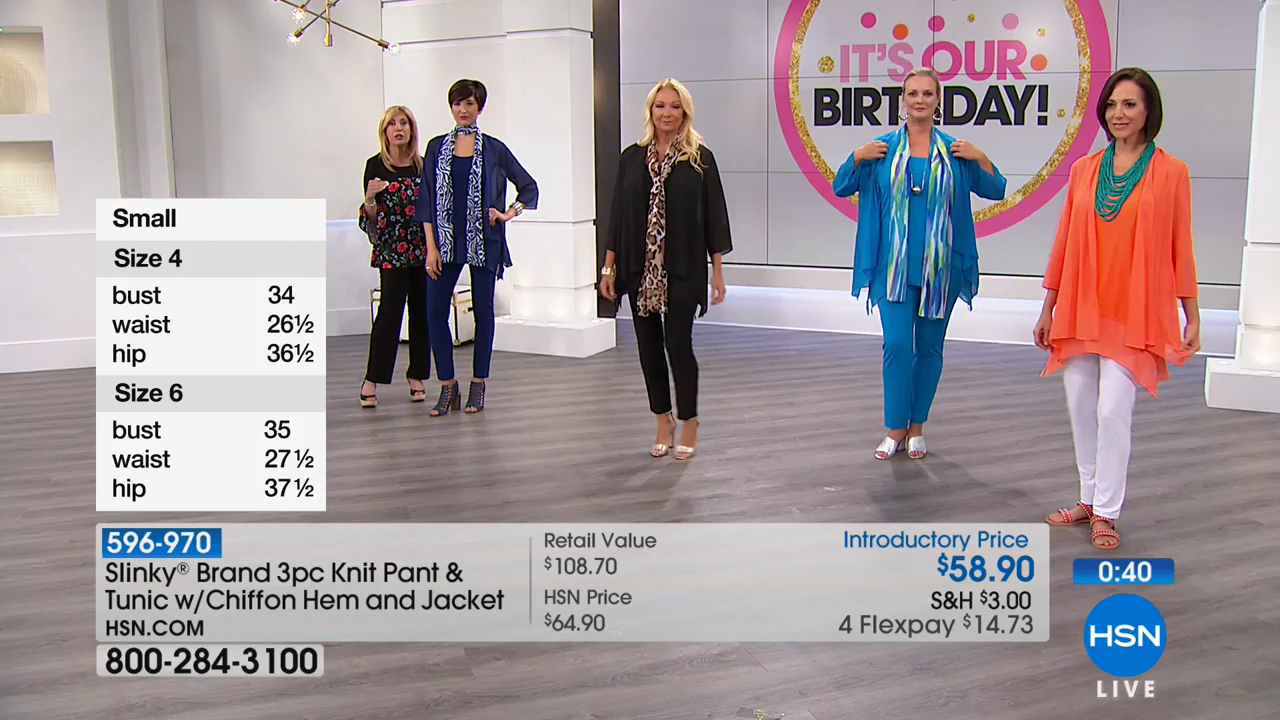 IT'S OUR
BIRTHDAY!
Small
Size 4
bust 34
waist 26½
hip 36½
Size 6
bust 35
waist 27½
hip 37½
596-970
Slinky® Brand 3pc Knit Pant &
Tunic w/Chiffon Hem and Jacket
HSN.COM
800-284-3100
Retail Value
$108.70
HSN Price
$64.90
Introductory Price
$58.90
S&H $3.00
4 Flexpay $14.73
0:40
HSN
LIVE